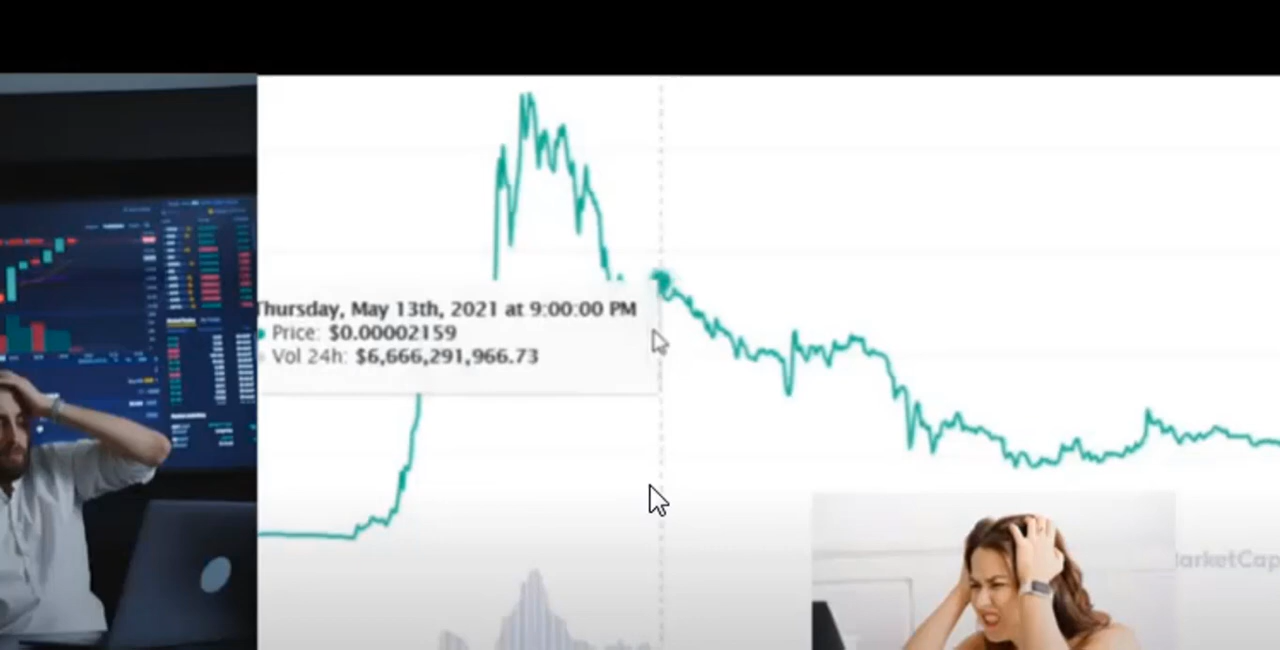 Thursday, May 13th, 2021 at 9:00:00 PM
Price: $0.00002159
Vol 24h: $6,666,291,966.73
arketCap